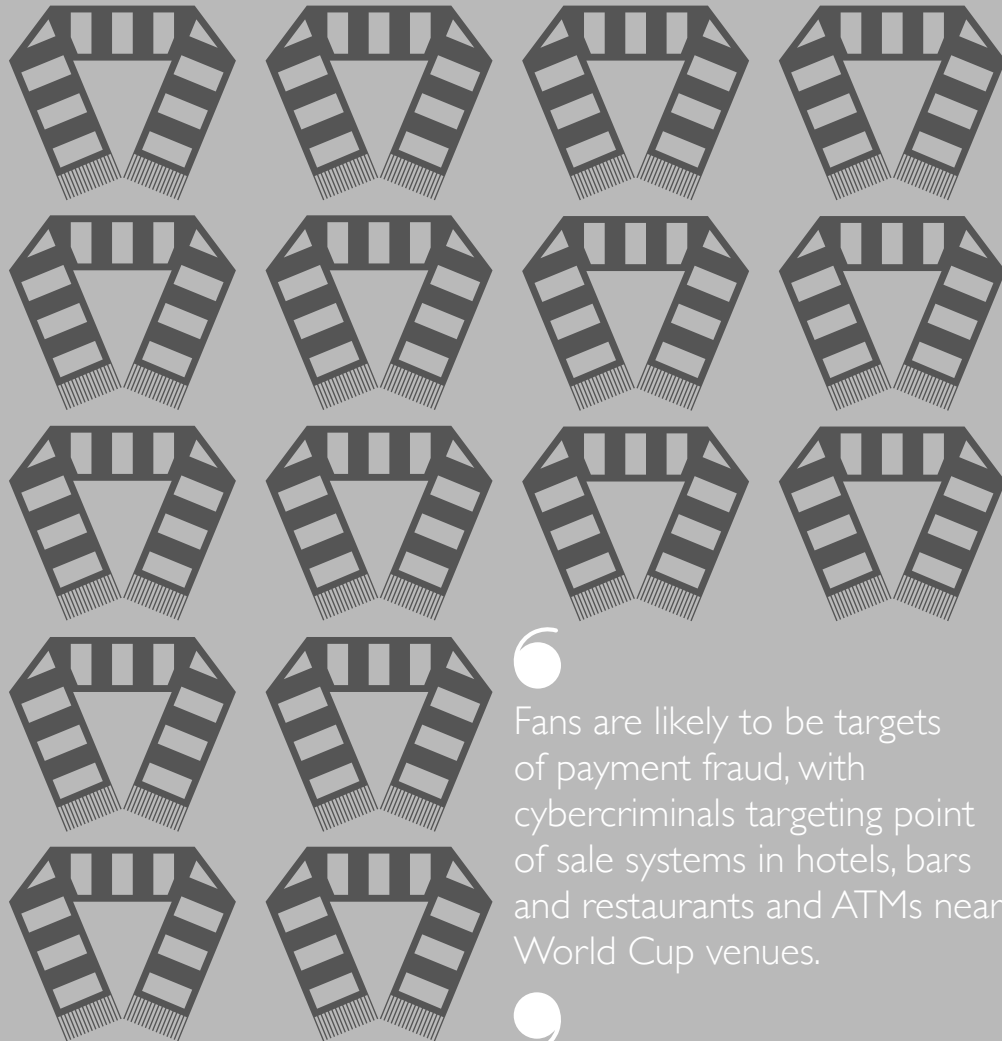 ‘
Fans are likely to be targets
of payment fraud, with
cybercriminals targeting point
of sale systems in hotels, bars
and restaurants and ATMs near
World Cup venues.
’